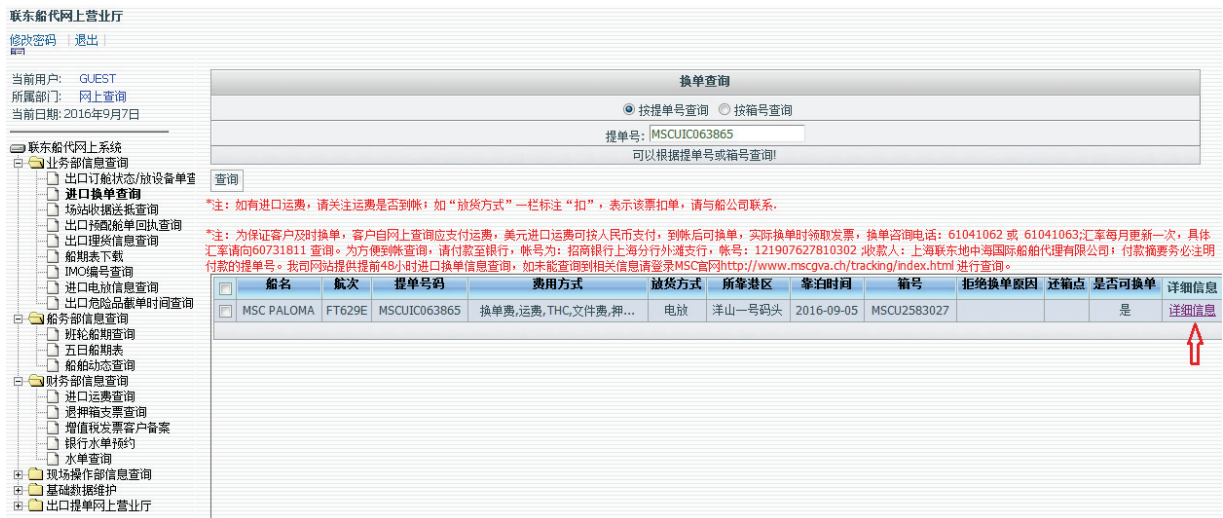 联东船代网上营业厅
修改密码 | 退出 |
当前用户: GUEST
所属部门: 网上查询
当前日期: 2016年9月7日
联东船代网上系统
业务部信息查询
出口订舱状态/放设备单查
进口换单查询
场站收据送抵查询
出口预配舱单回执查询
出口理货信息查询
船期表下载
IMO编号查询
进口电放信息查询
出口危险品截单时间查询
船务部信息查询
班轮船期查询
五日船期表
船舶动态查询
财务部信息查询
进口运费查询
退押箱支票查询
增值税发票客户备案
银行水单预约
水单查询
现场操作部信息查询
基础数据维护
出口提单网上营业厅
换单查询
按提单号查询 按箱号查询
提单号: MSCUIC063865
可以根据提单号或箱号查询!
查询
*注：如有进口运费，请关注运费是否到帐；如“放货方式”一栏标注“扣”，表示该票扣单，请与船公司联系.
*注：为保证客户及时换单，客户自网上查询应支付运费，美元进口运费可按人民币支付，到帐后可换单，实际换单时领取发票，换单咨询电话：61041062 或 61041063;汇率每月更新一次，具体
汇率请向60731811 查询。为方便到帐查询，请付款至银行，帐号为：招商银行上海分行外滩支行，帐号：121907627810302 ;收款人：上海联东地中海国际船舶代理有限公司；付款摘要务必注明
付款的提单号。我司网站提供提前48小时进口换单信息查询，如未能查询到相关信息请登录MSC官网http://www.mscgva.ch/tracking/index.html 进行查询。
船名 航次 提单号码 费用方式 放货方式 所靠港区 靠泊时间 箱号 拒绝换单原因 还箱点 是否可换单 详细信息
MSC PALOMA FT629E MSCUIC063865 换单费,运费,THC,文件费,押... 电放 洋山一号码头 2016-09-05 MSCU2583027 是 详细信息